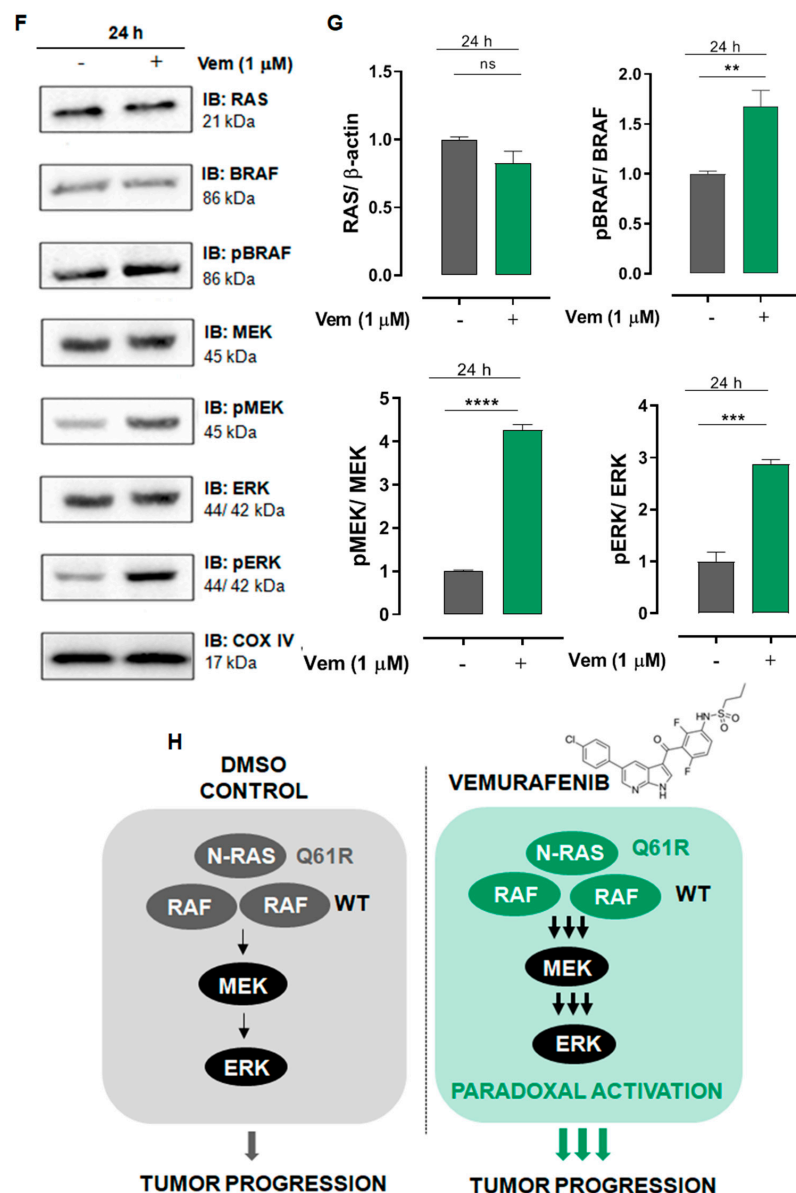 F
24 h
- + Vem (1 μM)
IB: RAS
21 kDa
IB: BRAF
86 kDa
IB: pBRAF
86 kDa
IB: MEK
45 kDa
IB: pMEK
45 kDa
IB: ERK
44/ 42 kDa
IB: pERK
44/ 42 kDa
IB: COX IV
17 kDa
G
24 h
ns
RAS/ β-actin
1.5
1.0
0.5
0.0
Vem (1 μM) - +
24 h
**
pBRAF/ BRAF
2.0
1.5
1.0
0.5
0.0
Vem (1 μM) - +
24 h
****
pMEK/ MEK
5
4
3
2
1
0
Vem (1 μM) - +
24 h
***
pERK/ ERK
4
3
2
1
0
Vem (1 μM) - +
H
DMSO
CONTROL
N-RAS Q61R
RAF RAF WT
MEK
ERK
TUMOR PROGRESSION
VEMURAFENIB
Cl
O
F
HN
S
O
O
F
N
N
H
N-RAS Q61R
RAF RAF WT
MEK
ERK
PARADOXAL ACTIVATION
TUMOR PROGRESSION